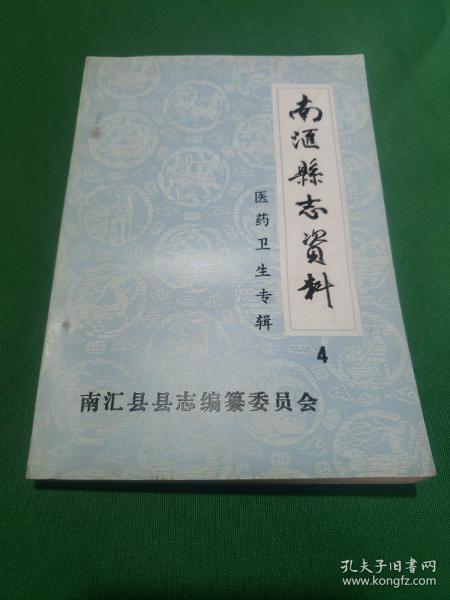 南滙縣志資料
医药卫生专辑
4
南汇县县志编纂委员会
孔夫子旧书网
www.kongfz.com